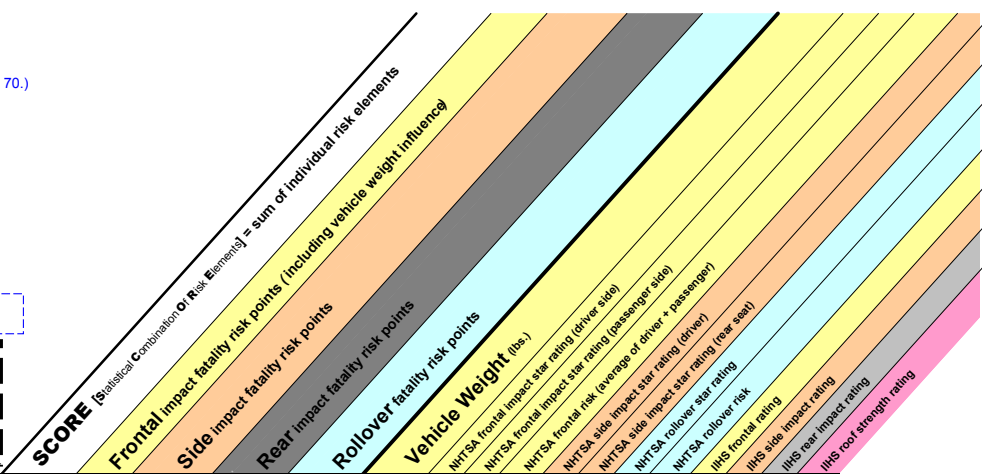 70.)
SCORE [Statistical Combination Of Risk Elements] = sum of individual risk elements
Frontal impact fatality risk points (including vehicle weight influence)
Side impact fatality risk points
Rear impact fatality risk points
Rollover fatality risk points
Vehicle Weight (lbs.)
NHTSA frontal impact star rating (driver side)
NHTSA frontal impact star rating (passenger side)
NHTSA frontal risk (average of driver + passenger)
NHTSA side impact star rating (driver)
NHTSA side impact star rating (rear seat)
NHTSA rollover star rating
NHTSA rollover risk
IIHS frontal rating
IIHS side impact rating
IIHS rear impact rating
IIHS roof strength rating